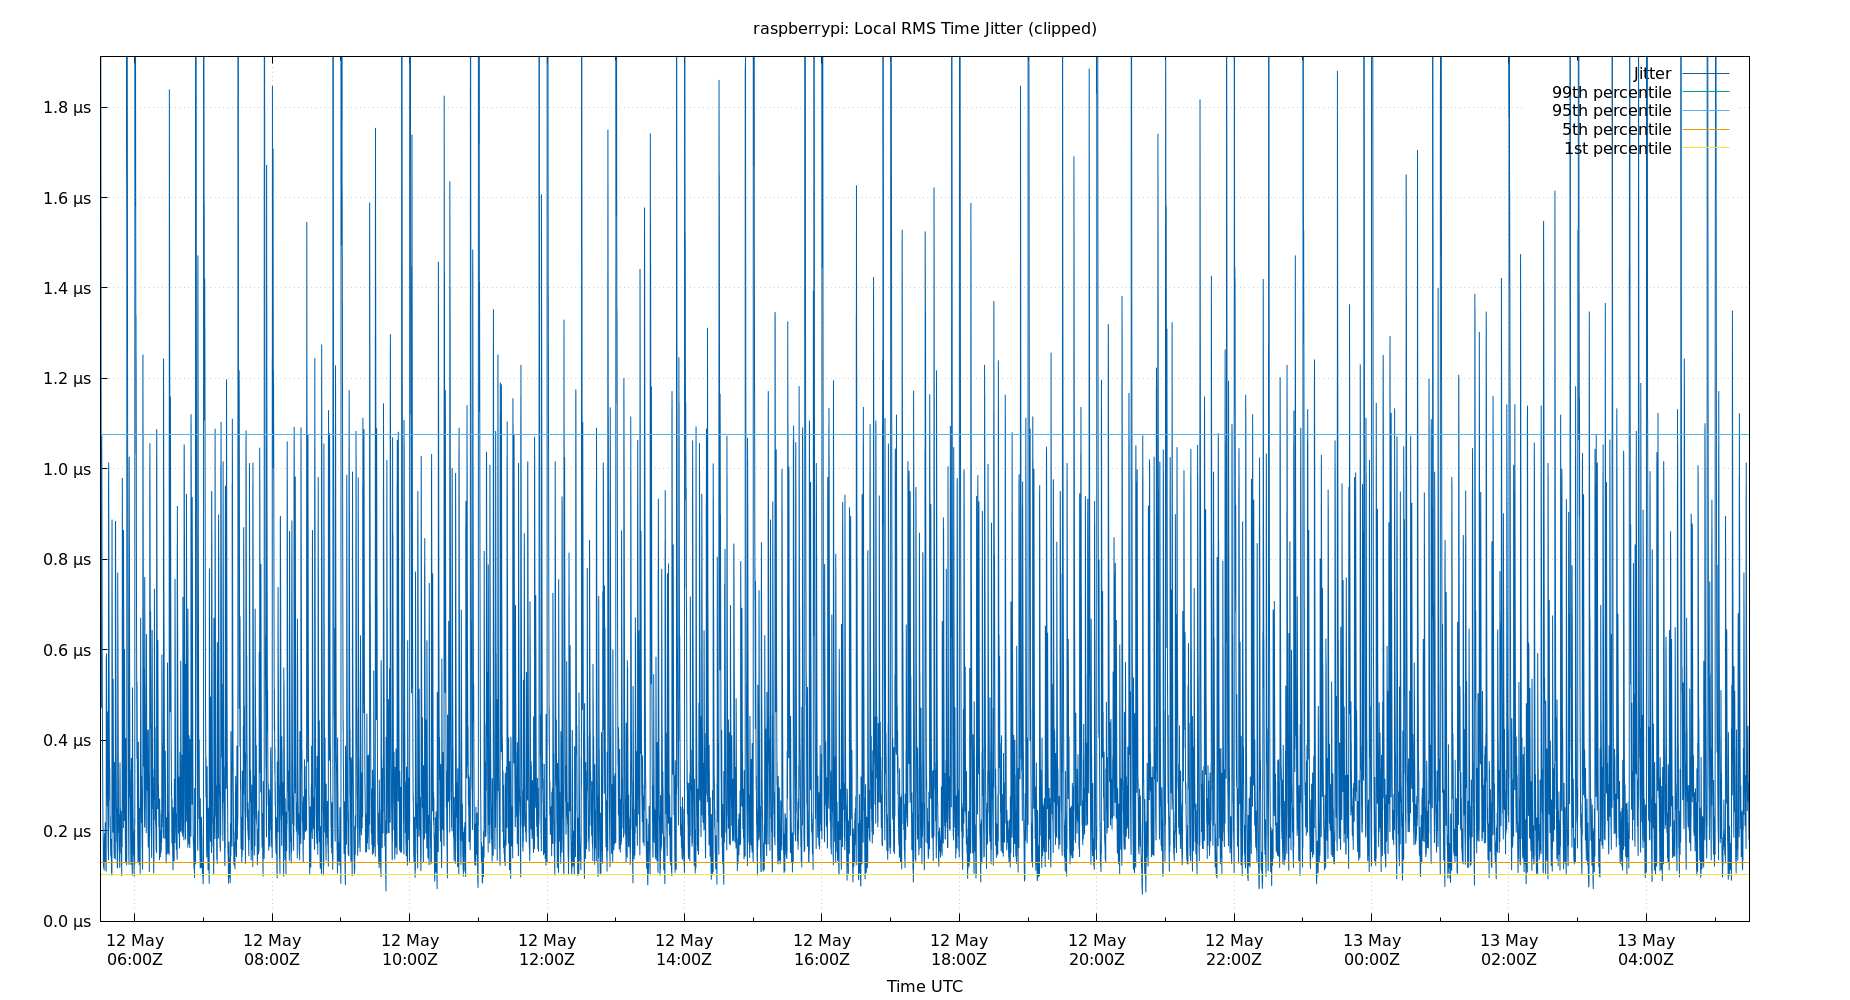 raspberrypi: Local RMS Time Jitter (clipped)
Jitter
99th percentile
95th percentile
5th percentile
1st percentile
1.8 µs
1.6 µs
1.4 µs
1.2 µs
1.0 µs
0.8 µs
0.6 µs
0.4 µs
0.2 µs
0.0 µs
12 May 12 May 12 May 12 May 12 May 12 May 12 May 12 May 12 May 13 May 13 May 13 May
06:00Z 08:00Z 10:00Z 12:00Z 14:00Z 16:00Z 18:00Z 20:00Z 22:00Z 00:00Z 02:00Z 04:00Z
Time UTC